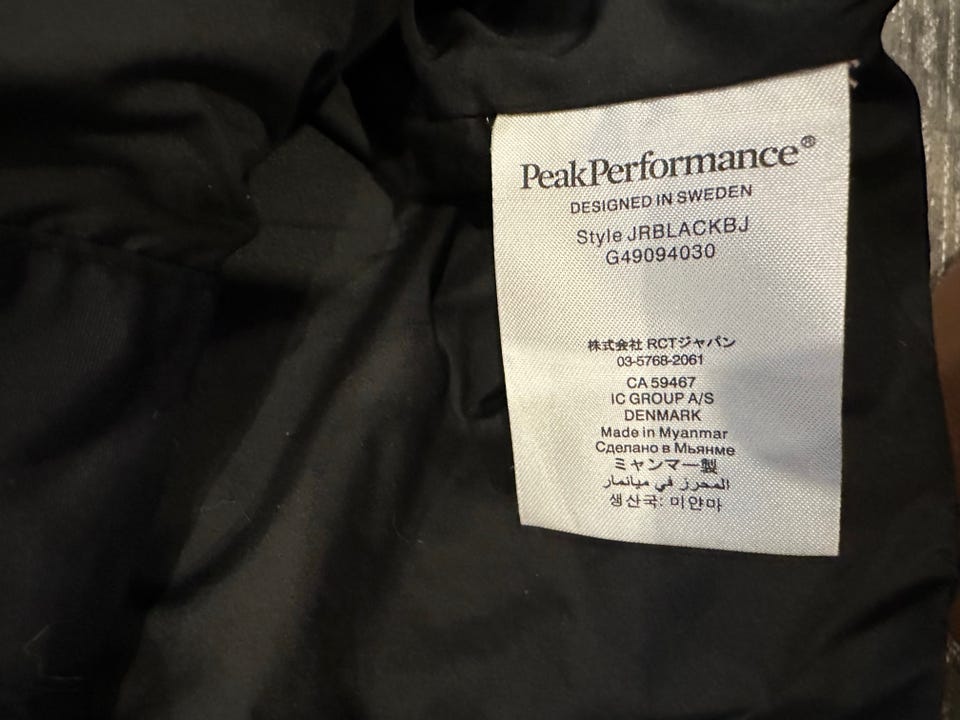 PeakPerformance®
DESIGNED IN SWEDEN
Style JRBLACKBJ
G49094030
株式会社 RCTジャパン
03-5768-2061
CA 59467
IC GROUP A/S
DENMARK
Made in Myanmar
Сделано в Мьянме
ミャンマー製
المحرز في ميانمار
생산국: 미얀마